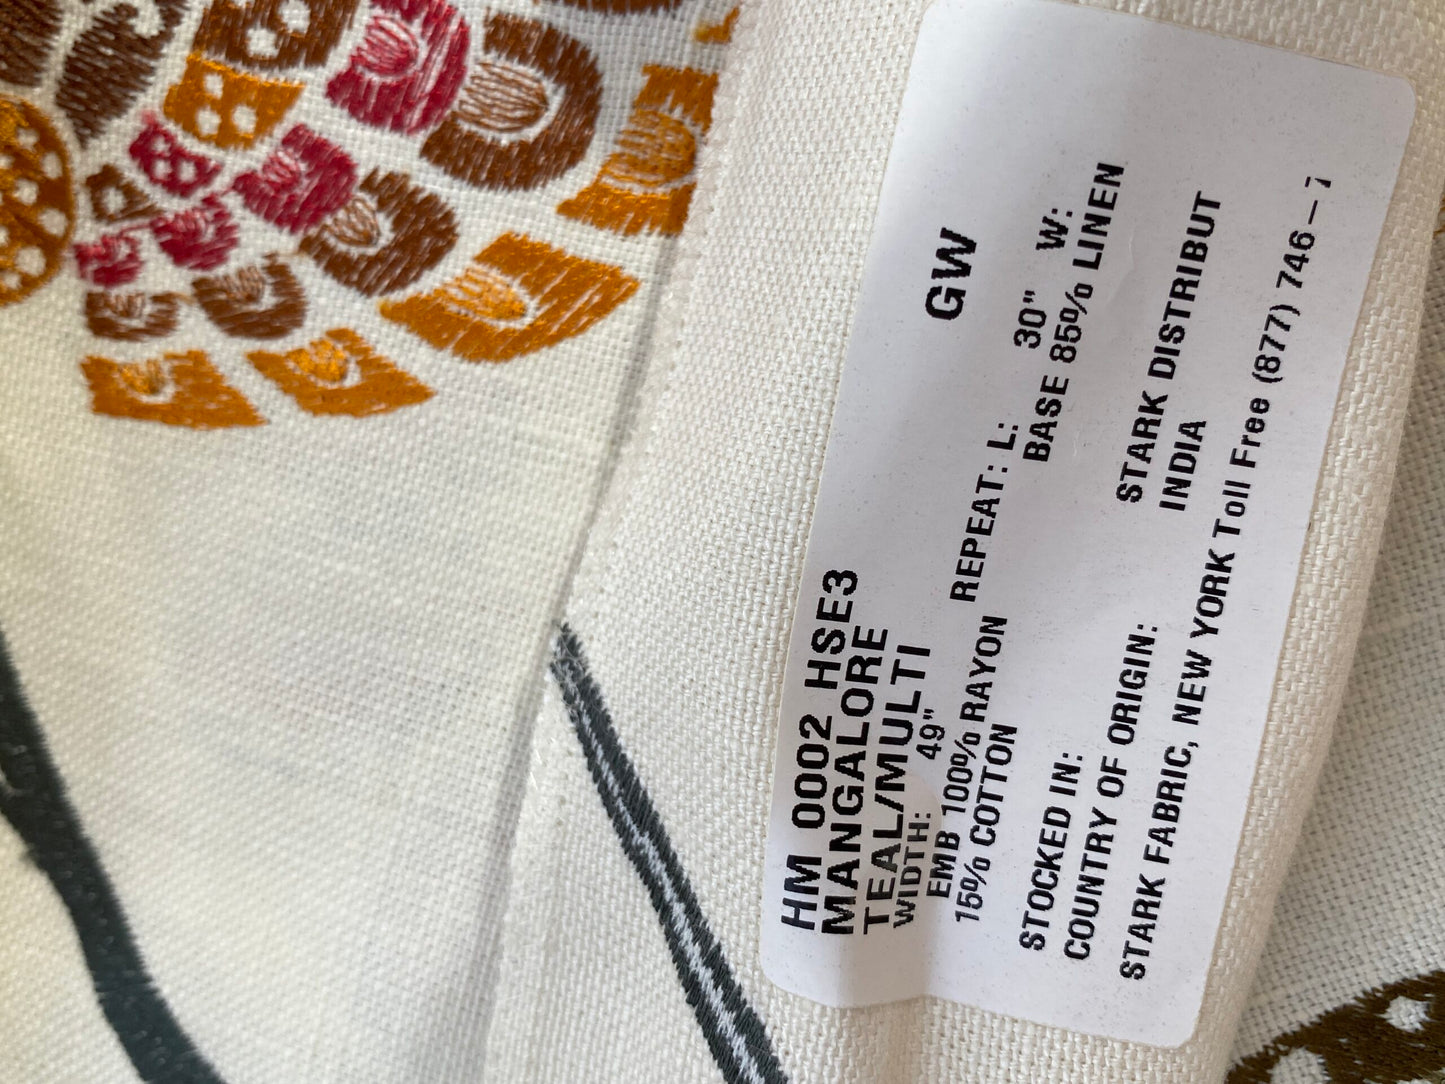 HM 0002 HSE3
MANGALORE
TEAL/MULTI GW
WIDTH: 49" REPEAT: L: 30" W:
EMB 100% RAYON BASE 85% LINEN
15% COTTON
STOCKED IN: STARK DISTRIBUT
COUNTRY OF ORIGIN: INDIA
STARK FABRIC, NEW YORK Toll Free (877) 746-7